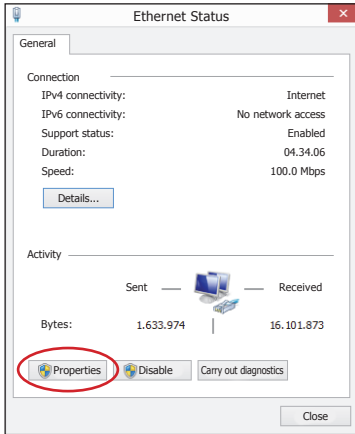 Ethernet Status
General
Connection
IPv4 connectivity: Internet
IPv6 connectivity: No network access
Support status: Enabled
Duration: 04.34.06
Speed: 100.0 Mbps
Details...
Activity
Sent Received
Bytes: 1.633.974 16.101.873
Properties Disable Carry out diagnostics
Close